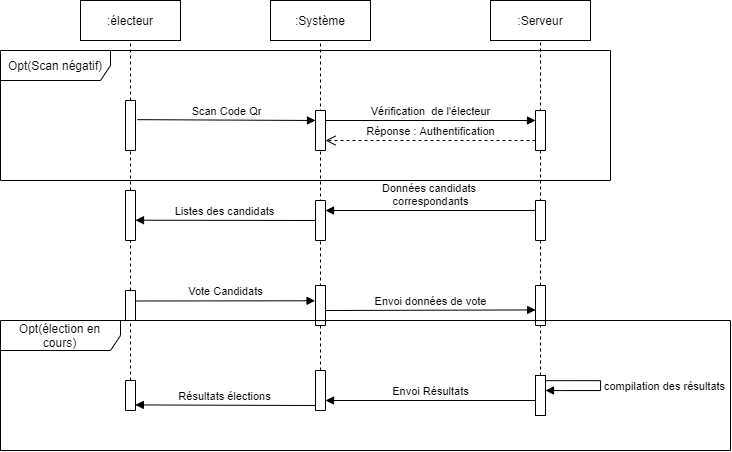 :électeur
:Système
:Serveur
Opt(Scan négatif)
Scan Code Qr
Vérification de l'électeur
Réponse : Authentification
Données candidats
correspondants
Listes des candidats
Vote Candidats
Envoi données de vote
Opt(élection en
cours)
compilation des résultats
Envoi Résultats
Résultats élections